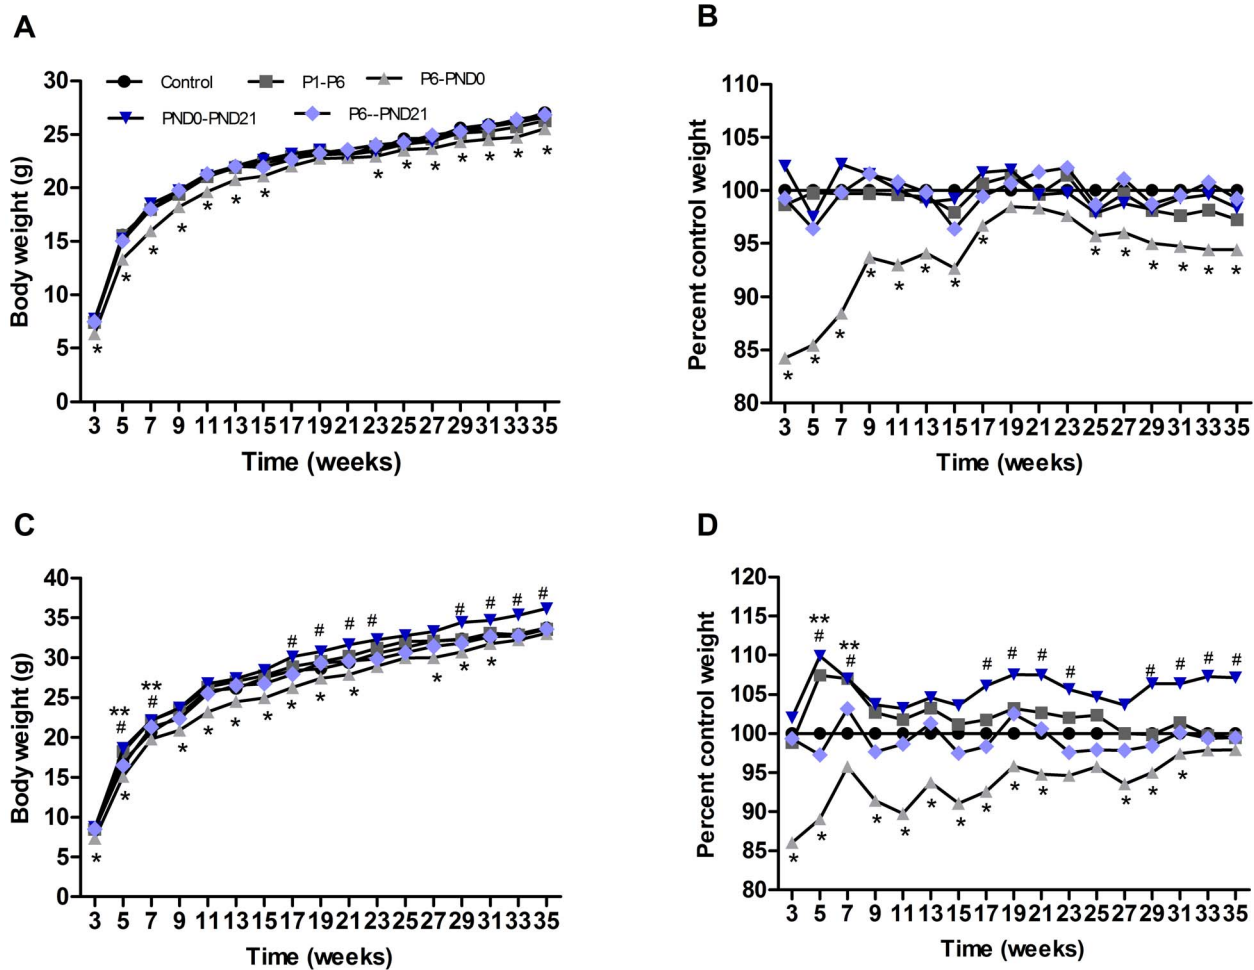 A
B
Control P1-P6 P6-PND0
PND0-PND21 P6--PND21
Body weight (g)
30
25
20
15
10
5
0
* * * * * * * * * * * * * *
3 5 7 9 11 13 15 17 19 21 23 25 27 29 31 33 35
Time (weeks)
Percent control weight
110
105
100
95
90
85
80
* * * * * * * * * * * * * *
3 5 7 9 11 13 15 17 19 21 23 25 27 29 31 33 35
Time (weeks)
C
D
Body weight (g)
40
35
30
25
20
15
10
5
0
** **
# # # # # # # # # #
* * * * * * * * * * * *
3 5 7 9 11 13 15 17 19 21 23 25 27 29 31 33 35
Time (weeks)
Percent control weight
120
115
110
105
100
95
90
85
80
** **
# # # # # # # # # #
* * * * * * * * * * * *
3 5 7 9 11 13 15 17 19 21 23 25 27 29 31 33 35
Time (weeks)